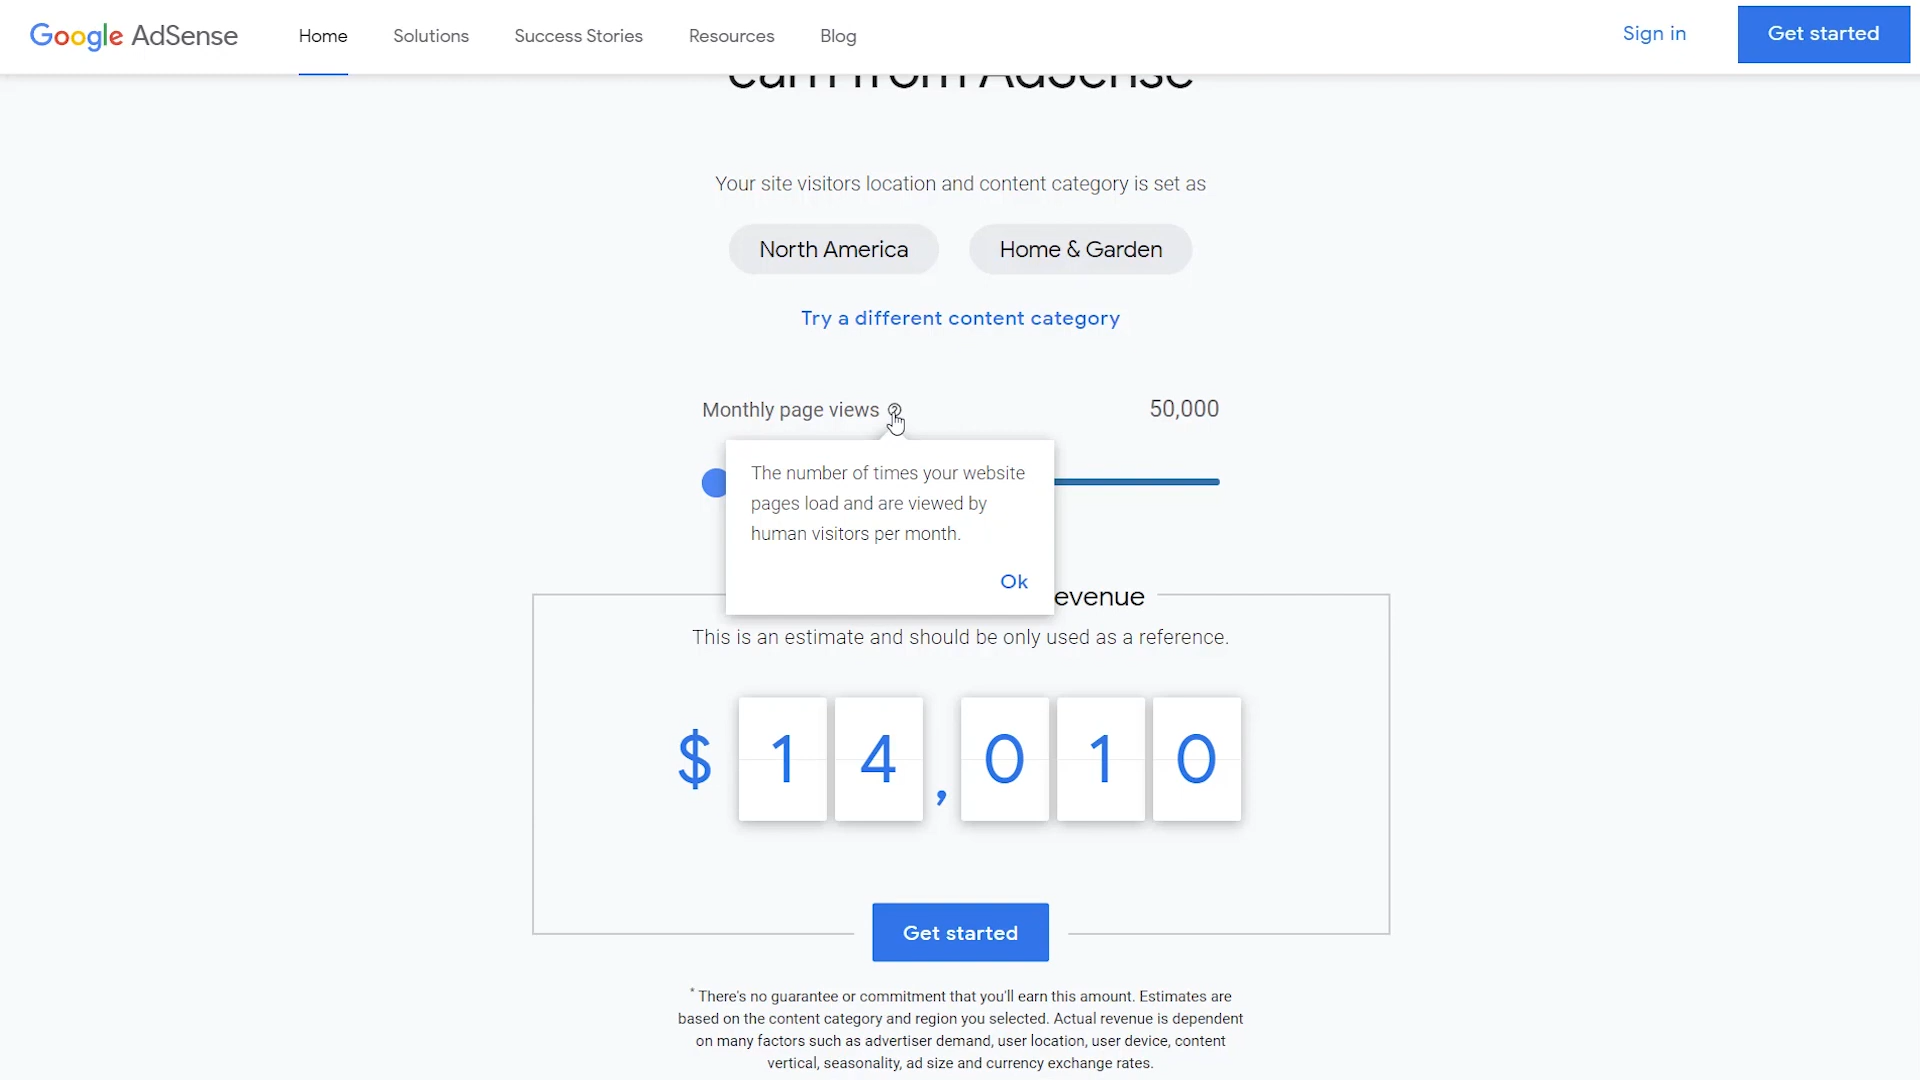 Google AdSense Home Solutions Success Stories Resources Blog Sign in Get started
earn from AdSense
Your site visitors location and content category is set as
North America Home & Garden
Try a different content category
Monthly page views ? 50,000
The number of times your website
pages load and are viewed by
human visitors per month.
Ok
evenue
This is an estimate and should be only used as a reference.
$ 14,010
Get started
* There's no guarantee or commitment that you'll earn this amount. Estimates are
based on the content category and region you selected. Actual revenue is dependent
on many factors such as advertiser demand, user location, user device, content
vertical, seasonality, ad size and currency exchange rates.